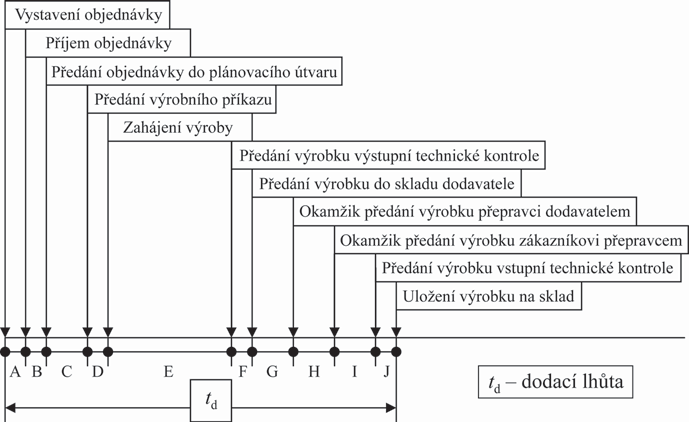 Vystavení objednávky
Příjem objednávky
Předání objednávky do plánovacího útvaru
Předání výrobního příkazu
Zahájení výroby
Předání výrobku výstupní technické kontrole
Předání výrobku do skladu dodavatele
Okamžik předání výrobku přepravci dodavatelem
Okamžik předání výrobku zákazníkovi přepravcem
Předání výrobku vstupní technické kontrole
Uložení výrobku na sklad
A B C D E F G H I J
td – dodací lhůta
td